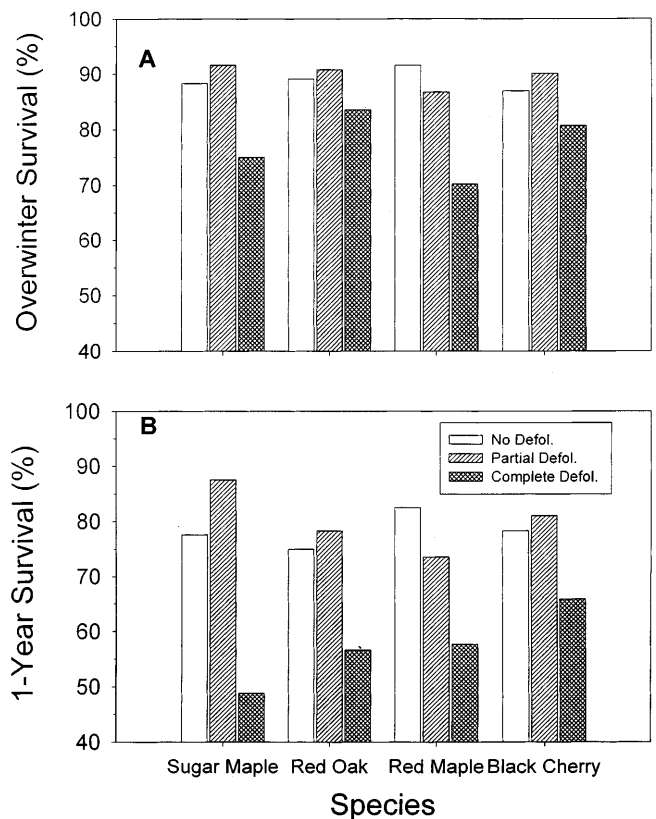 A
Overwinter Survival (%)
100
90
80
70
60
50
40
B
1-Year Survival (%)
100
90
80
70
60
50
40
No Defol.
Partial Defol.
Complete Defol.
Sugar Maple Red Oak Red Maple Black Cherry
Species